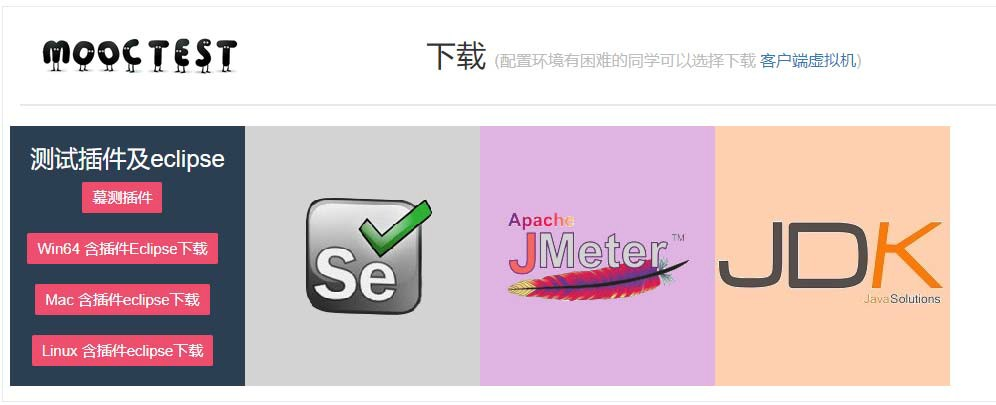 MOOCTEST
下载 (配置环境有困难的同学可以选择下载 客户端虚拟机)
测试插件及eclipse
慕测插件
Win64 含插件Eclipse下载
Mac 含插件eclipse下载
Linux 含插件eclipse下载
Se
Apache
JMeter™
JDK
JavaSolutions